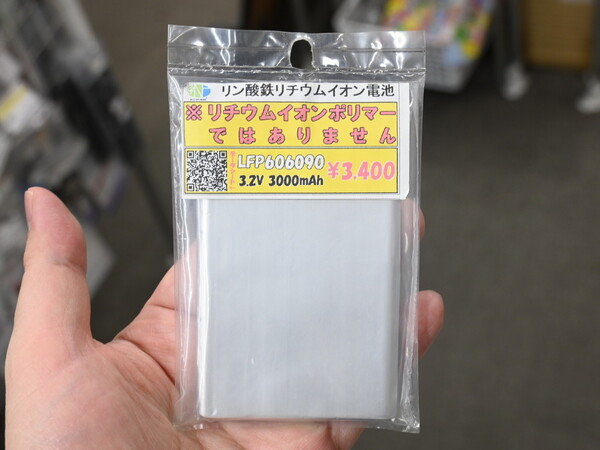 リン酸鉄リチウムイオン電池
※リチウムイオンポリマー
ではありません
LFP606090
3.2V 3000mAh
¥3,400